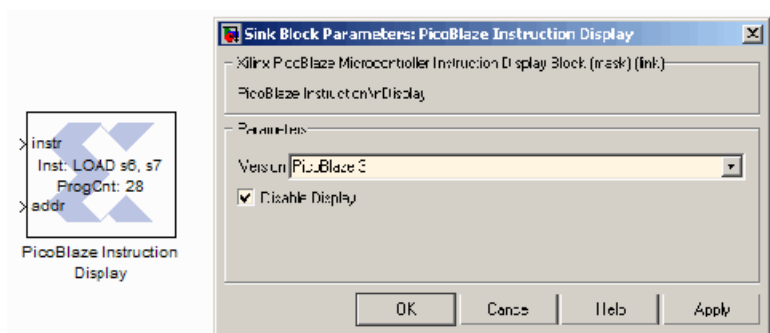 instr
Inst: LOAD s6, s7
ProgCnt: 28
addr
PicoBlaze Instruction
Display
Sink Block Parameters: PicoBlaze Instruction Display
Xilinx PicoBlaze Microcontroller Instruction Display Block (mask) (link)
PicoBlaze Instruction\nDisplay
Parameters
Version PicoBlaze 3
Disable Display
OK
Cancel
Help
Apply